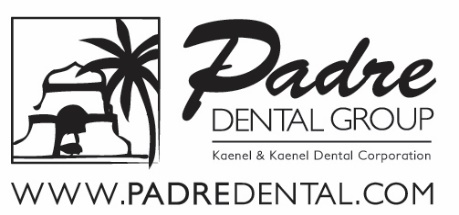 Padre
DENTAL GROUP
Kaenel & Kaenel Dental Corporation
WWW.PADREDENTAL.COM